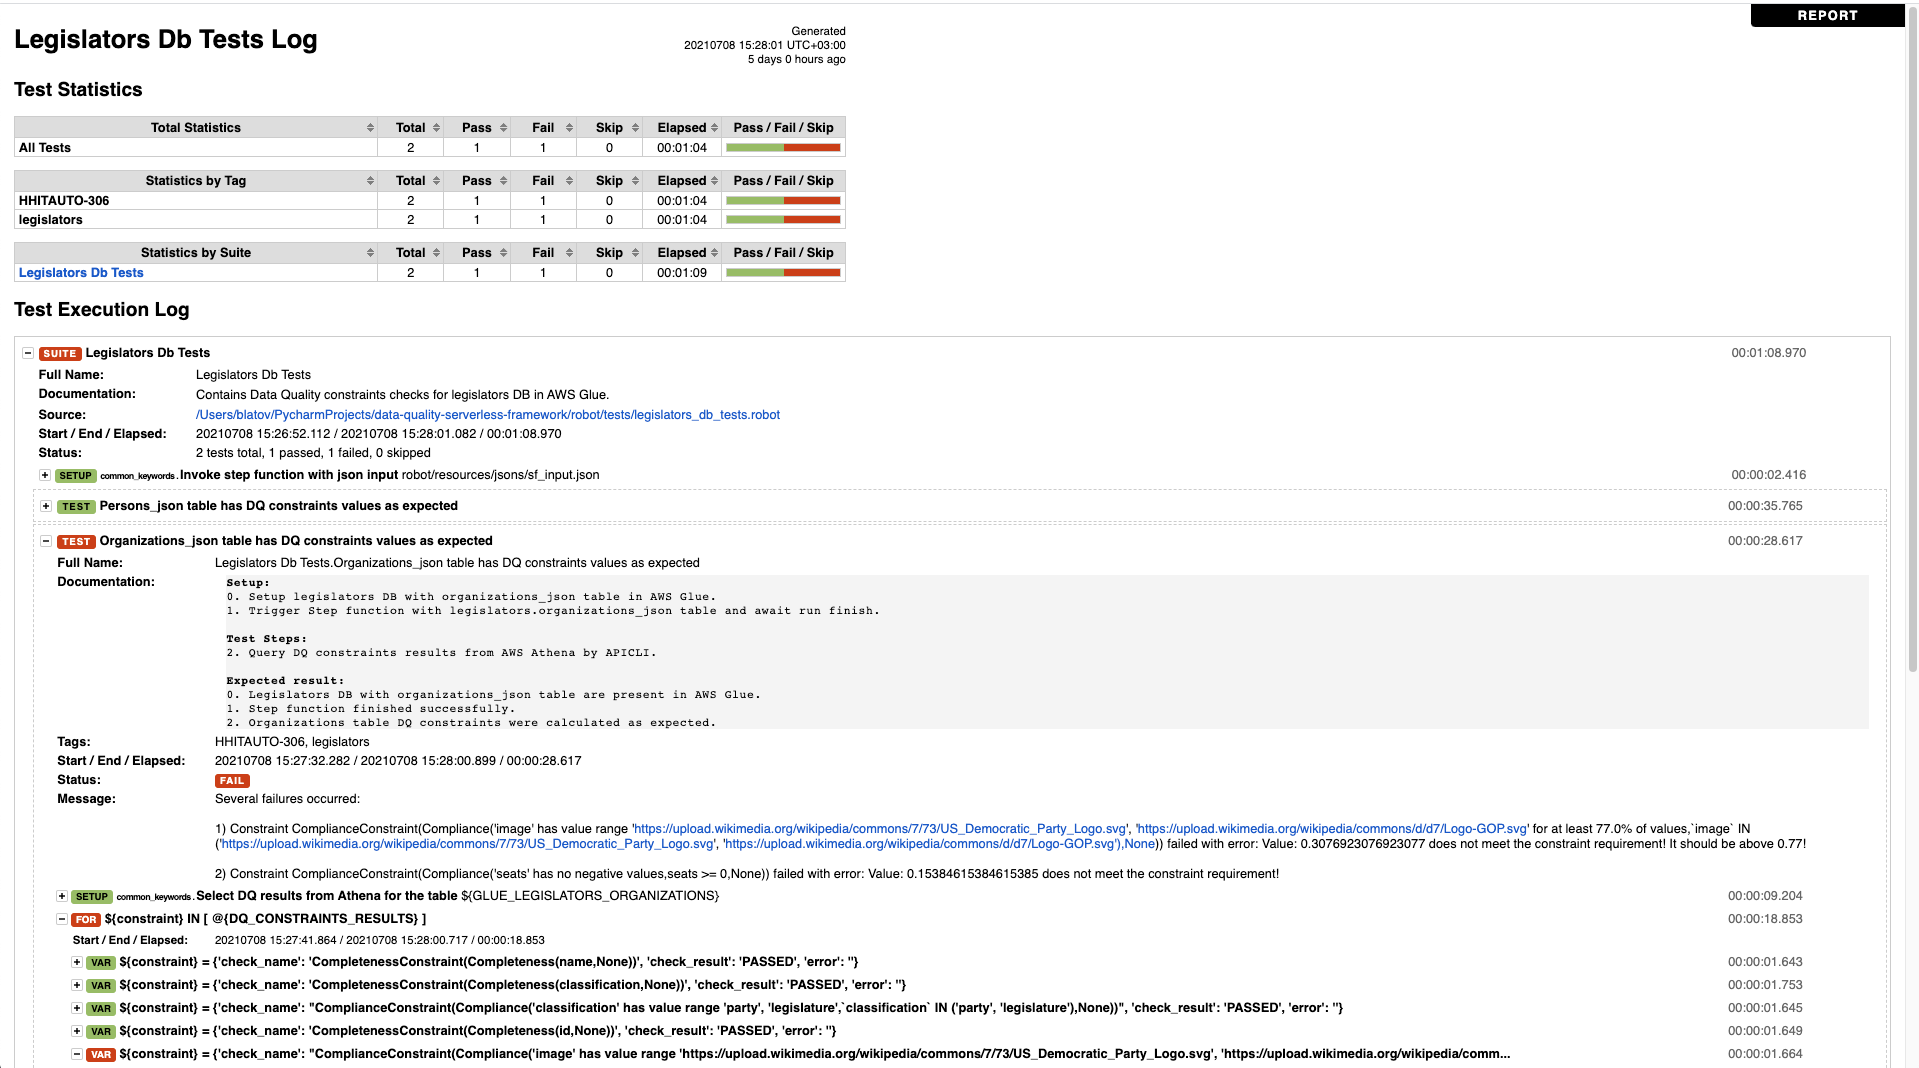 REPORT
Legislators Db Tests Log
Generated
20210708 15:28:01 UTC+03:00
5 days 0 hours ago
Test Statistics
Total Statistics Total Pass Fail Skip Elapsed Pass / Fail / Skip
All Tests 2 1 1 0 00:01:04
Statistics by Tag Total Pass Fail Skip Elapsed Pass / Fail / Skip
HHITAUTO-306 2 1 1 0 00:01:04
legislators 2 1 1 0 00:01:04
Statistics by Suite Total Pass Fail Skip Elapsed Pass / Fail / Skip
Legislators Db Tests 2 1 1 0 00:01:09
Test Execution Log
SUITE Legislators Db Tests 00:01:08.970
Full Name: Legislators Db Tests
Documentation: Contains Data Quality constraints checks for legislators DB in AWS Glue.
Source: /Users/blatov/PycharmProjects/data-quality-serverless-framework/robot/tests/legislators_db_tests.robot
Start / End / Elapsed: 20210708 15:26:52.112 / 20210708 15:28:01.082 / 00:01:08.970
Status: 2 tests total, 1 passed, 1 failed, 0 skipped
SETUP common_keywords.Invoke step function with json input robot/resources/jsons/sf_input.json 00:00:02.416
TEST Persons_json table has DQ constraints values as expected 00:00:35.765
TEST Organizations_json table has DQ constraints values as expected 00:00:28.617
Full Name: Legislators Db Tests.Organizations_json table has DQ constraints values as expected
Documentation: Setup:
0. Setup legislators DB with organizations_json table in AWS Glue.
1. Trigger Step function with legislators.organizations_json table and await run finish.
Test Steps:
2. Query DQ constraints results from AWS Athena by APICLI.
Expected result:
0. Legislators DB with organizations_json table are present in AWS Glue.
1. Step function finished successfully.
2. Organizations table DQ constraints were calculated as expected.
Tags: HHITAUTO-306, legislators
Start / End / Elapsed: 20210708 15:27:32.282 / 20210708 15:28:00.899 / 00:00:28.617
Status: FAIL
Message: Several failures occurred:
1) Constraint ComplianceConstraint(Compliance('image' has value range 'https://upload.wikimedia.org/wikipedia/commons/7/73/US_Democratic_Party_Logo.svg', 'https://upload.wikimedia.org/wikipedia/commons/d/d7/Logo-GOP.svg' for at least 77.0% of values,`image` IN
('https://upload.wikimedia.org/wikipedia/commons/7/73/US_Democratic_Party_Logo.svg', 'https://upload.wikimedia.org/wikipedia/commons/d/d7/Logo-GOP.svg'),None)) failed with error: Value: 0.3076923076923077 does not meet the constraint requirement! It should be above 0.77!
2) Constraint ComplianceConstraint(Compliance('seats' has no negative values,seats >= 0,None)) failed with error: Value: 0.15384615384615385 does not meet the constraint requirement!
SETUP common_keywords.Select DQ results from Athena for the table ${GLUE_LEGISLATORS_ORGANIZATIONS} 00:00:09.204
FOR ${constraint} IN [ @{DQ_CONSTRAINTS_RESULTS} ] 00:00:18.853
Start / End / Elapsed: 20210708 15:27:41.864 / 20210708 15:28:00.717 / 00:00:18.853
VAR ${constraint} = {'check_name': 'CompletenessConstraint(Completeness(name,None))', 'check_result': 'PASSED', 'error': ''} 00:00:01.643
VAR ${constraint} = {'check_name': 'CompletenessConstraint(Completeness(classification,None))', 'check_result': 'PASSED', 'error': ''} 00:00:01.753
VAR ${constraint} = {'check_name': "ComplianceConstraint(Compliance('classification' has value range 'party', 'legislature',`classification` IN ('party', 'legislature'),None))", 'check_result': 'PASSED', 'error': ''} 00:00:01.645
VAR ${constraint} = {'check_name': 'CompletenessConstraint(Completeness(id,None))', 'check_result': 'PASSED', 'error': ''} 00:00:01.649
VAR ${constraint} = {'check_name': "ComplianceConstraint(Compliance('image' has value range 'https://upload.wikimedia.org/wikipedia/commons/7/73/US_Democratic_Party_Logo.svg', 'https://upload.wikimedia.org/wikipedia/comm... 00:00:01.664